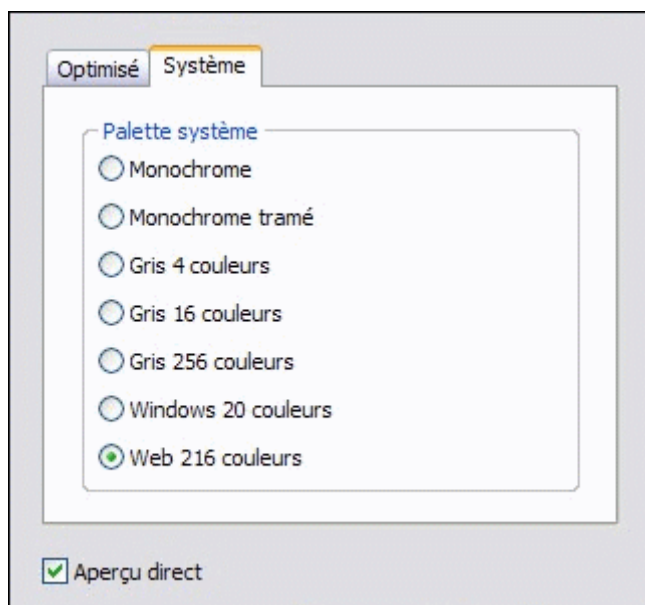 Optimisé Système
Palette système
Monochrome
Monochrome tramé
Gris 4 couleurs
Gris 16 couleurs
Gris 256 couleurs
Windows 20 couleurs
Web 216 couleurs
Aperçu direct